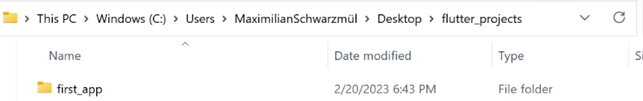 This PC > Windows (C:) > Users > MaximilianSchwarzmül > Desktop > flutter_projects
Name Date modified Type Si
first_app 2/20/2023 6:43 PM File folder